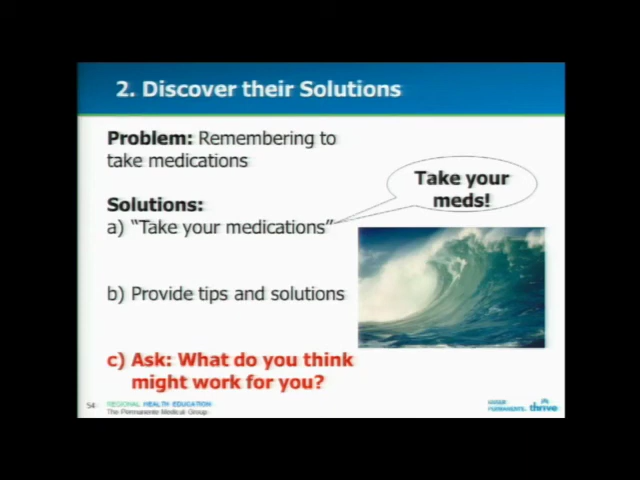 2. Discover their Solutions
Problem: Remembering to
take medications
Take your
meds!
Solutions:
a) “Take your medications”
b) Provide tips and solutions
c) Ask: What do you think
might work for you?
54
REGIONAL HEALTH EDUCATION
The Permanente Medical Group
KAISER
PERMANENTE. thrive